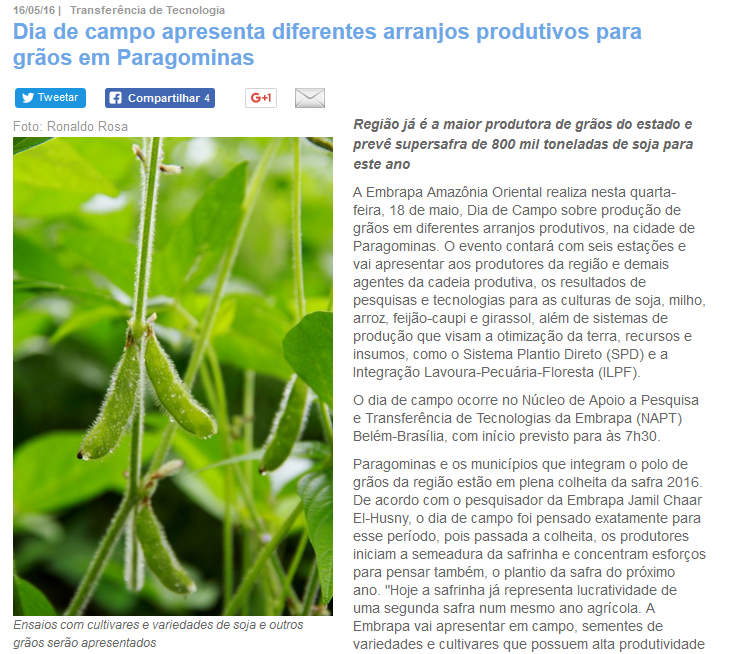 16/05/16 | Transferência de Tecnologia
Dia de campo apresenta diferentes arranjos produtivos para
grãos em Paragominas
Tweetar
Compartilhar 4
G+1
Foto: Ronaldo Rosa
Ensaios com cultivares e variedades de soja e outros
grãos serão apresentados
Região já é a maior produtora de grãos do estado e
prevê supersafra de 800 mil toneladas de soja para
este ano
A Embrapa Amazônia Oriental realiza nesta quarta-
feira, 18 de maio, Dia de Campo sobre produção de
grãos em diferentes arranjos produtivos, na cidade de
Paragominas. O evento contará com seis estações e
vai apresentar aos produtores da região e demais
agentes da cadeia produtiva, os resultados de
pesquisas e tecnologias para as culturas de soja, milho,
arroz, feijão-caupi e girassol, além de sistemas de
produção que visam a otimização da terra, recursos e
insumos, como o Sistema Plantio Direto (SPD) e a
Integração Lavoura-Pecuária-Floresta (ILPF).
O dia de campo ocorre no Núcleo de Apoio a Pesquisa
e Transferência de Tecnologias da Embrapa (NAPT)
Belém-Brasília, com início previsto para às 7h30.
Paragominas e os municípios que integram o polo de
grãos da região estão em plena colheita da safra 2016.
De acordo com o pesquisador da Embrapa Jamil Chaar
El-Husny, o dia de campo foi pensado exatamente para
esse período, pois passada a colheita, os produtores
iniciam a semeadura da safrinha e concentram esforços
para pensar também, o plantio da safra do próximo
ano. "Hoje a safrinha já representa lucratividade de
uma segunda safra num mesmo ano agrícola. A
Embrapa vai apresentar em campo, sementes de
variedades e cultivares que possuem alta produtividade